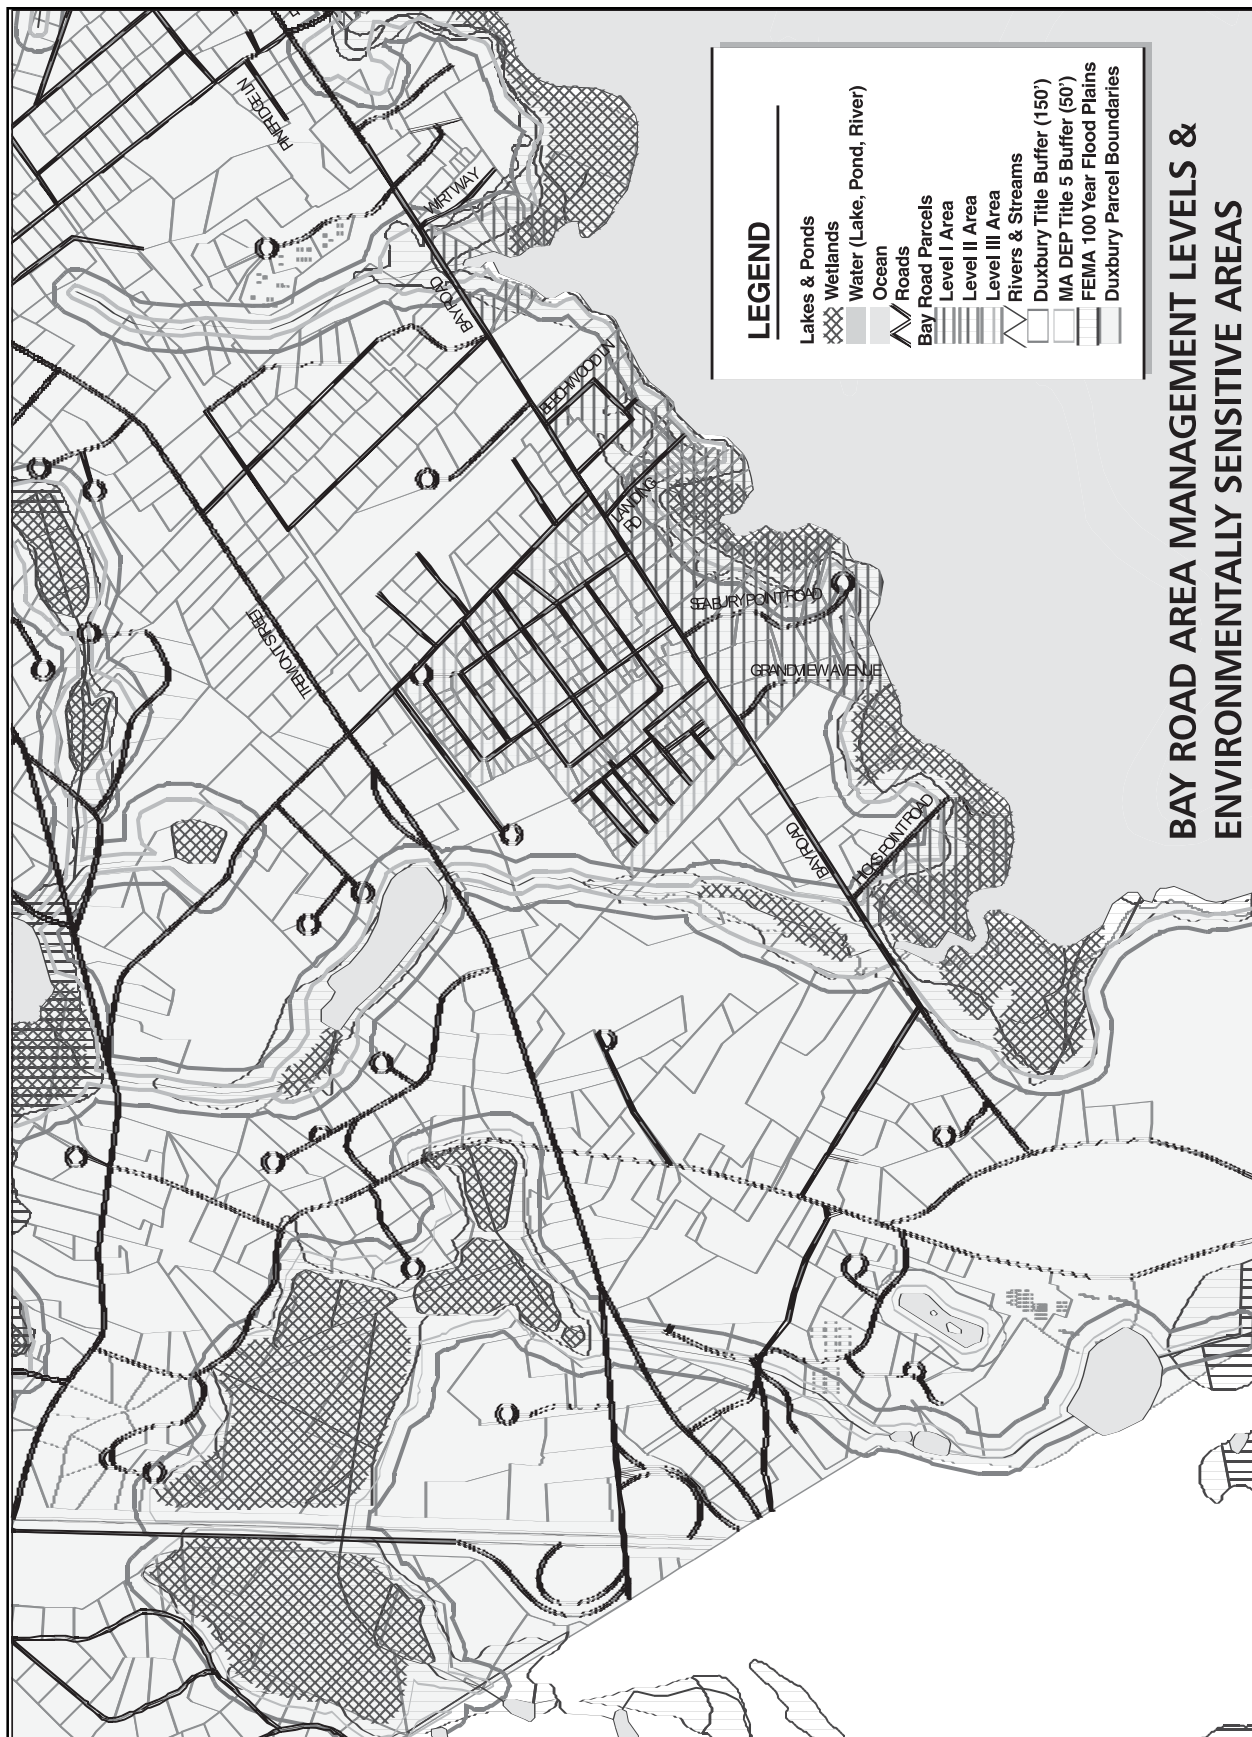 BAY ROAD AREA MANAGEMENT LEVELS &
ENVIRONMENTALLY SENSITIVE AREAS
LEGEND
Lakes & Ponds
Wetlands
Water (Lake, Pond, River)
Ocean
Roads
Bay Road Parcels
Level I Area
Level II Area
Level IIII Area
Rivers & Streams
Duxbury Title Buffer (150')
MA DEP Title 5 Buffer (50')
FEMA 100 Year Flood Plains
Duxbury Parcel Boundaries
PINERIDGE LN
WIRT WAY
BAY ROAD
BEECHWOOD LN
LANDING
RD
TREMONT STREET
SEABURY POINT ROAD
GRANDVIEW AVENUE
BAY ROAD
HICKS POINT ROAD